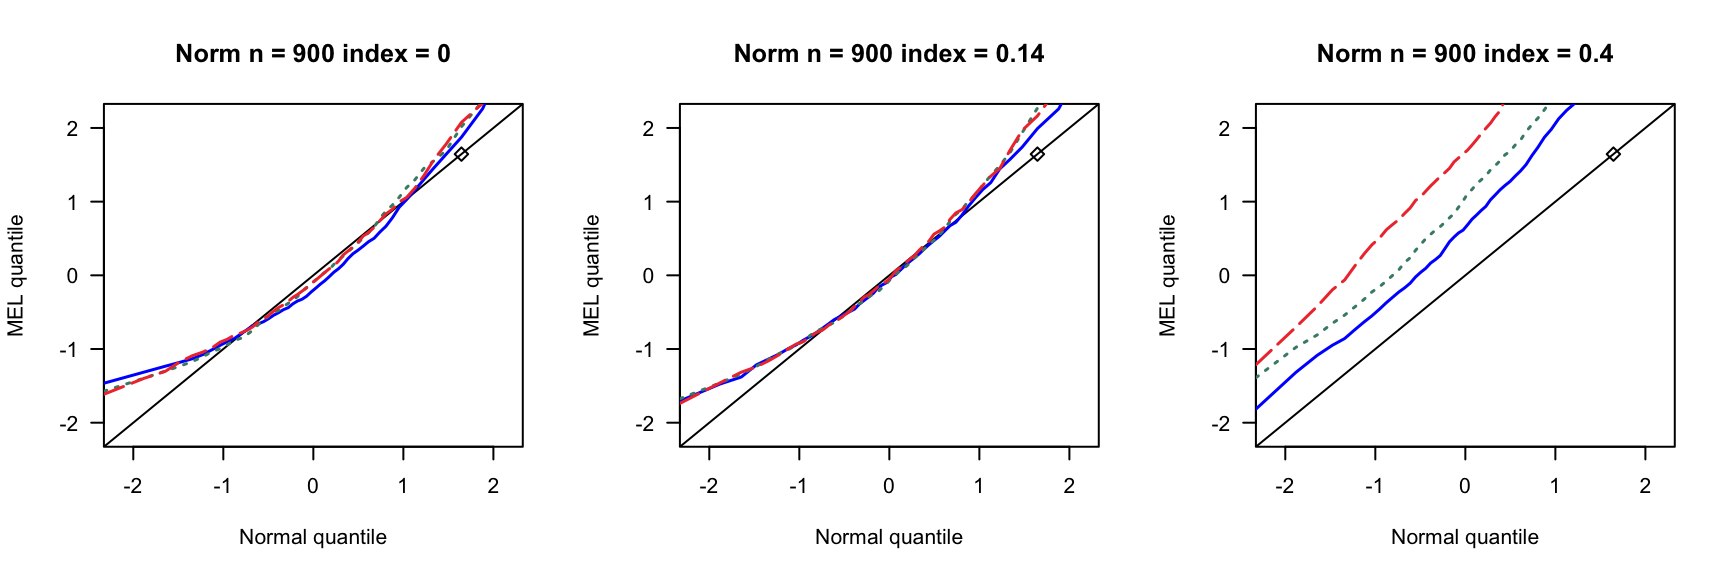 Norm n = 900 index = 0
MEL quantile
2
1
0
-1
-2
-2 -1 0 1 2
Normal quantile
Norm n = 900 index = 0.14
MEL quantile
2
1
0
-1
-2
-2 -1 0 1 2
Normal quantile
Norm n = 900 index = 0.4
MEL quantile
2
1
0
-1
-2
-2 -1 0 1 2
Normal quantile